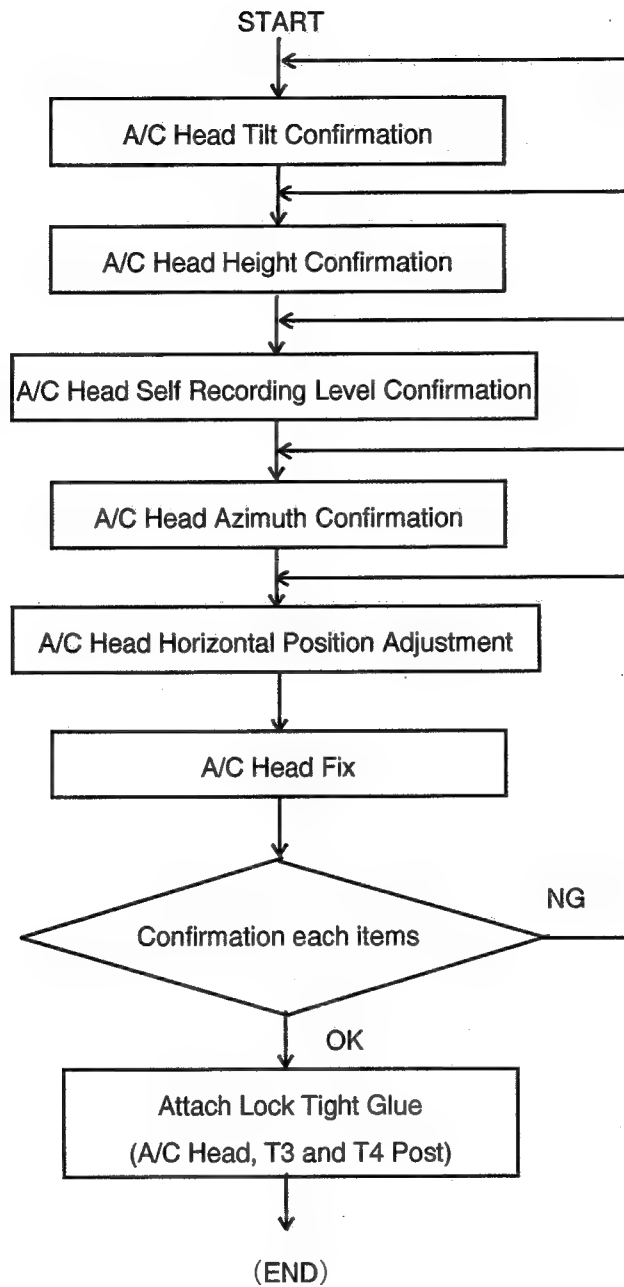 START
A/C Head Tilt Confirmation
A/C Head Height Confirmation
A/C Head Self Recording Level Confirmation
A/C Head Azimuth Confirmation
A/C Head Horizontal Position Adjustment
A/C Head Fix
Confirmation each items
NG
OK
Attach Lock Tight Glue
(A/C Head, T3 and T4 Post)
(END)